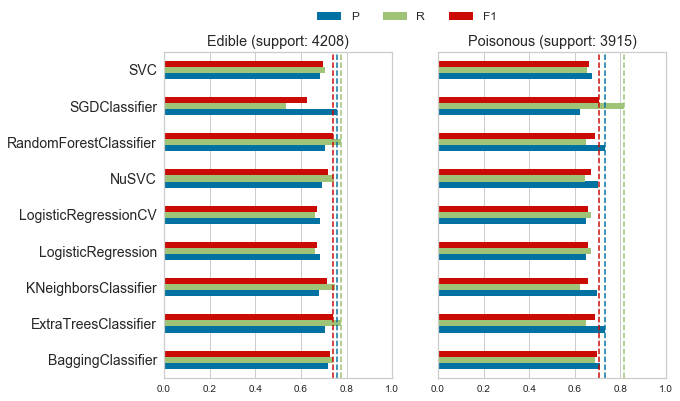 P R F1
Edible (support: 4208) Poisonous (support: 3915)
SVC
SGDClassifier
RandomForestClassifier
NuSVC
LogisticRegressionCV
LogisticRegression
KNeighborsClassifier
ExtraTreesClassifier
BaggingClassifier
0.0 0.2 0.4 0.6 0.8 1.0 0.0 0.2 0.4 0.6 0.8 1.0